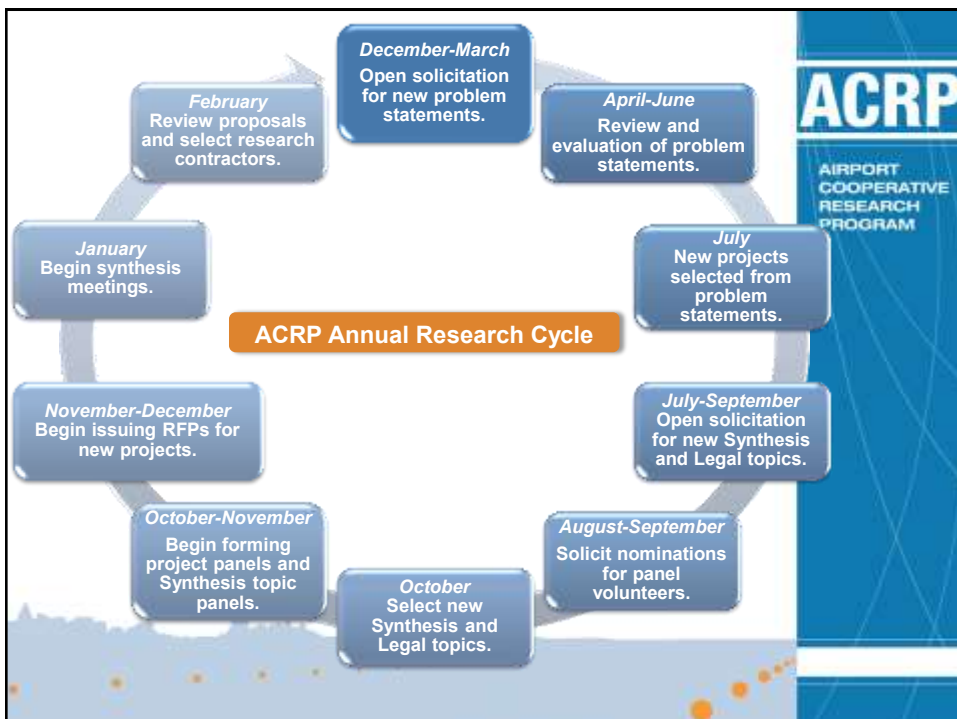 December-March
Open solicitation
for new problem
statements.
April-June
Review and
evaluation of problem
statements.
July
New projects
selected from
problem
statements.
July-September
Open solicitation
for new Synthesis
and Legal topics.
August-September
Solicit nominations
for panel
volunteers.
October
Select new
Synthesis and
Legal topics.
October-November
Begin forming
project panels and
Synthesis topic
panels.
November-December
Begin issuing RFPs for
new projects.
January
Begin synthesis
meetings.
February
Review proposals
and select research
contractors.
ACRP Annual Research Cycle
ACRP
AIRPORT
COOPERATIVE
RESEARCH
PROGRAM